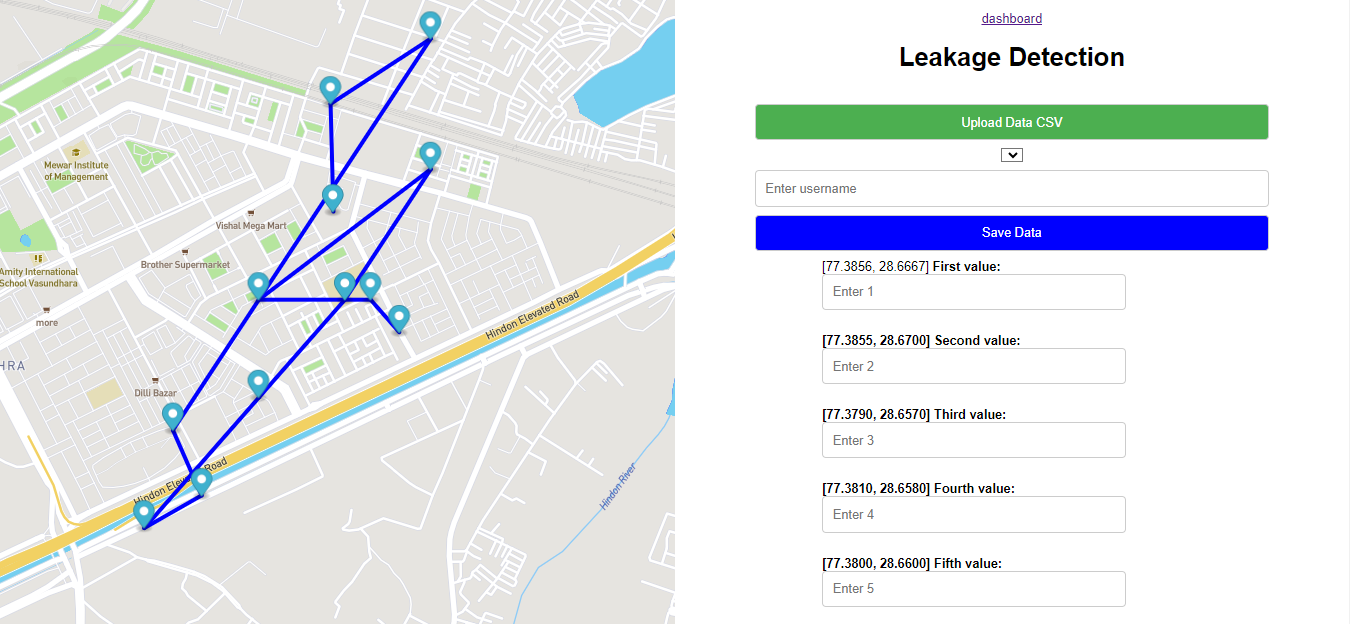 Mewar Institute
of Management
Vishal Mega Mart
Brother Supermarket
Amity International
School Vasundhara
more
HRA
Dilli Bazar
Hindon Elevated Road
Hindon Eleva Road
Hindon River
dashboard
Leakage Detection
Upload Data CSV
Enter username
Save Data
[77.3856, 28.6667] First value:
Enter 1
[77.3855, 28.6700] Second value:
Enter 2
[77.3790, 28.6570] Third value:
Enter 3
[77.3810, 28.6580] Fourth value:
Enter 4
[77.3800, 28.6600] Fifth value:
Enter 5